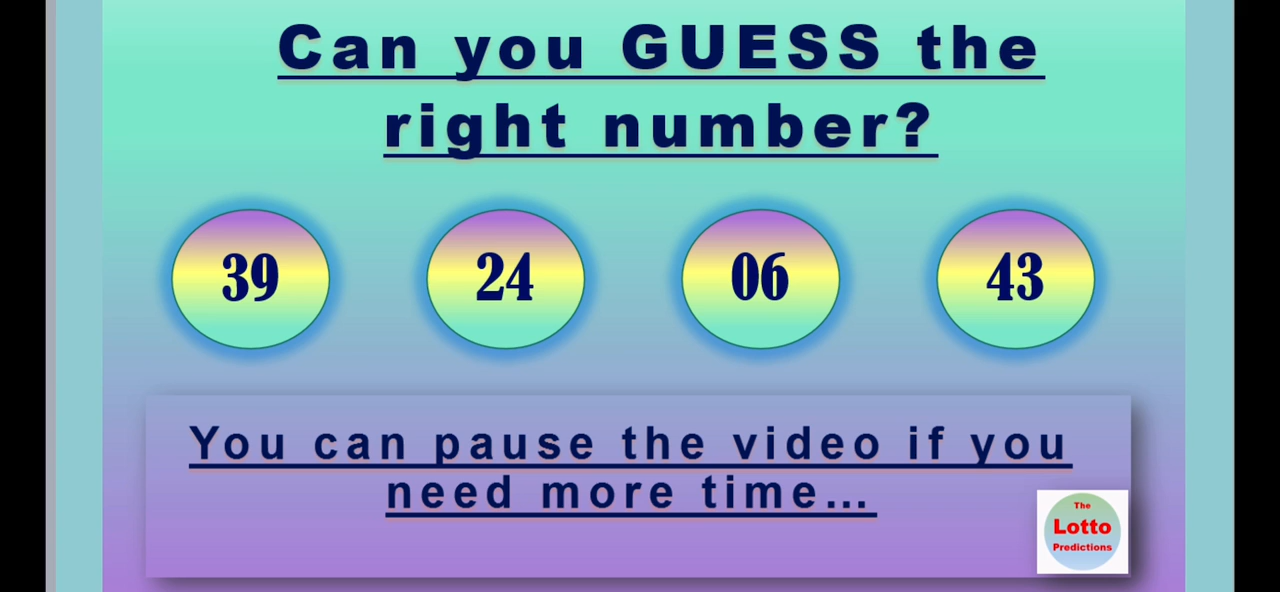 Can you GUESS the
right number?
39 24 06 43
You can pause the video if you
need more time...
The
Lotto
Predictions